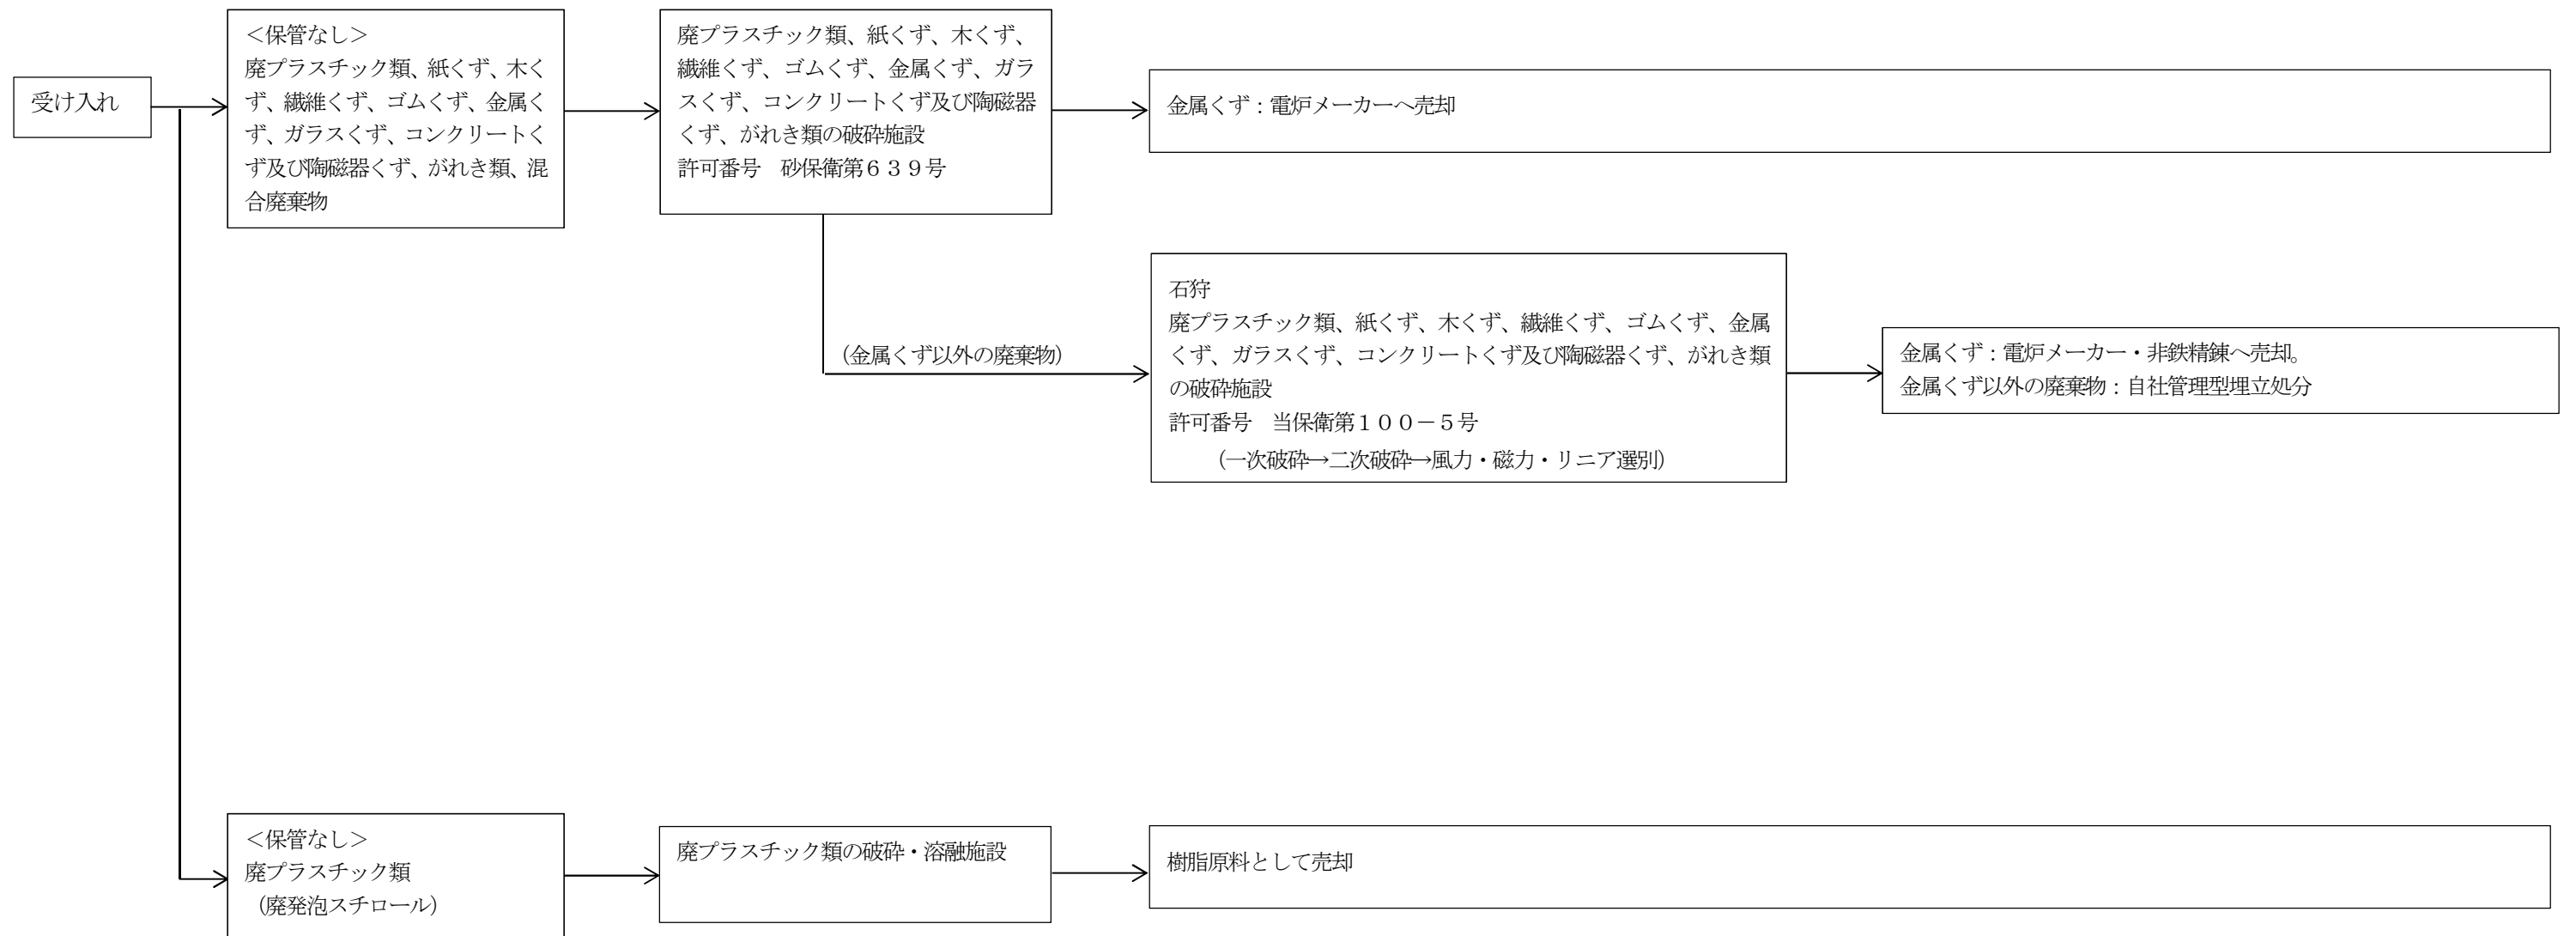 受け入れ
＜保管なし＞
廃プラスチック類、紙くず、木く
ず、繊維くず、ゴムくず、金属く
ず、ガラスくず、コンクリートく
ず及び陶磁器くず、がれき類、混
合廃棄物
廃プラスチック類、紙くず、木くず、
繊維くず、ゴムくず、金属くず、ガラ
スくず、コンクリートくず及び陶磁器
くず、がれき類の破砕施設
許可番号　砂保衛第６３９号
金属くず：電炉メーカーへ売却
（金属くず以外の廃棄物）
石狩
廃プラスチック類、紙くず、木くず、繊維くず、ゴムくず、金属
くず、ガラスくず、コンクリートくず及び陶磁器くず、がれき類
の破砕施設
許可番号　当保衛第１００－５号
（一次破砕→二次破砕→風力・磁力・リニア選別）
金属くず：電炉メーカー・非鉄精錬へ売却。
金属くず以外の廃棄物：自社管理型埋立処分
＜保管なし＞
廃プラスチック類
（廃発泡スチロール）
廃プラスチック類の破砕・溶融施設
樹脂原料として売却